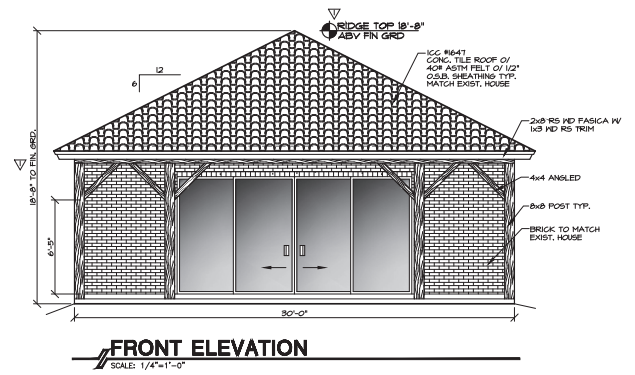 1
RIDGE TOP 18'-8"
ABV FIN GRD
ICC #1647
CONC. TILE ROOF O/
40# ASTM FELT O/ 1/2"
O.S.B. SHEATHING TYP.
MATCH EXIST. HOUSE
12
6
2x8 RS WD FASICA W/
1x3 WD RS TRIM
1
18'-8" TO FIN. GRD.
4x4 ANGLED
8x8 POST TYP.
6'-5"
BRICK TO MATCH
EXIST. HOUSE
30'-0"
FRONT ELEVATION
SCALE: 1/4"=1'-0"